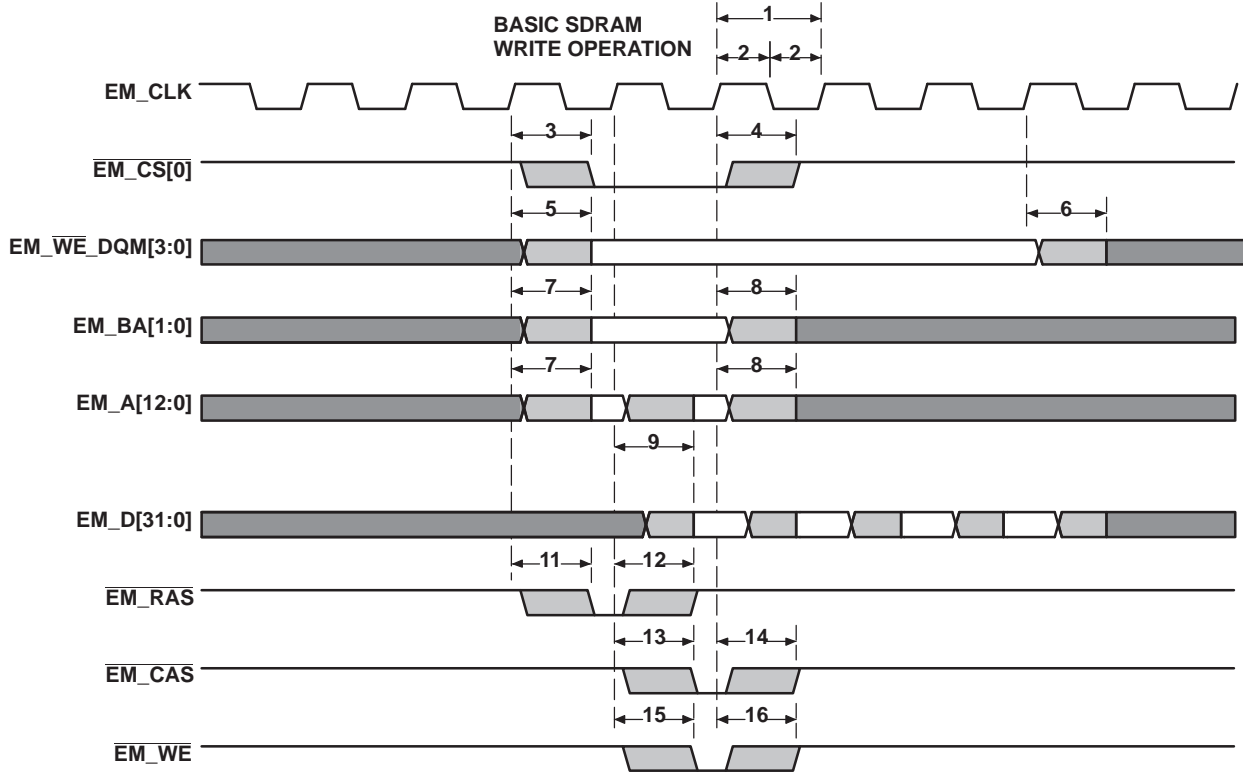 BASIC SDRAM
WRITE OPERATION
1
2 2
EM_CLK
3 4
EM_CS[0]
5 6
EM_WE_DQM[3:0]
7 8
EM_BA[1:0]
7 8
EM_A[12:0]
9
EM_D[31:0]
11 12
EM_RAS
13 14
EM_CAS
15 16
EM_WE